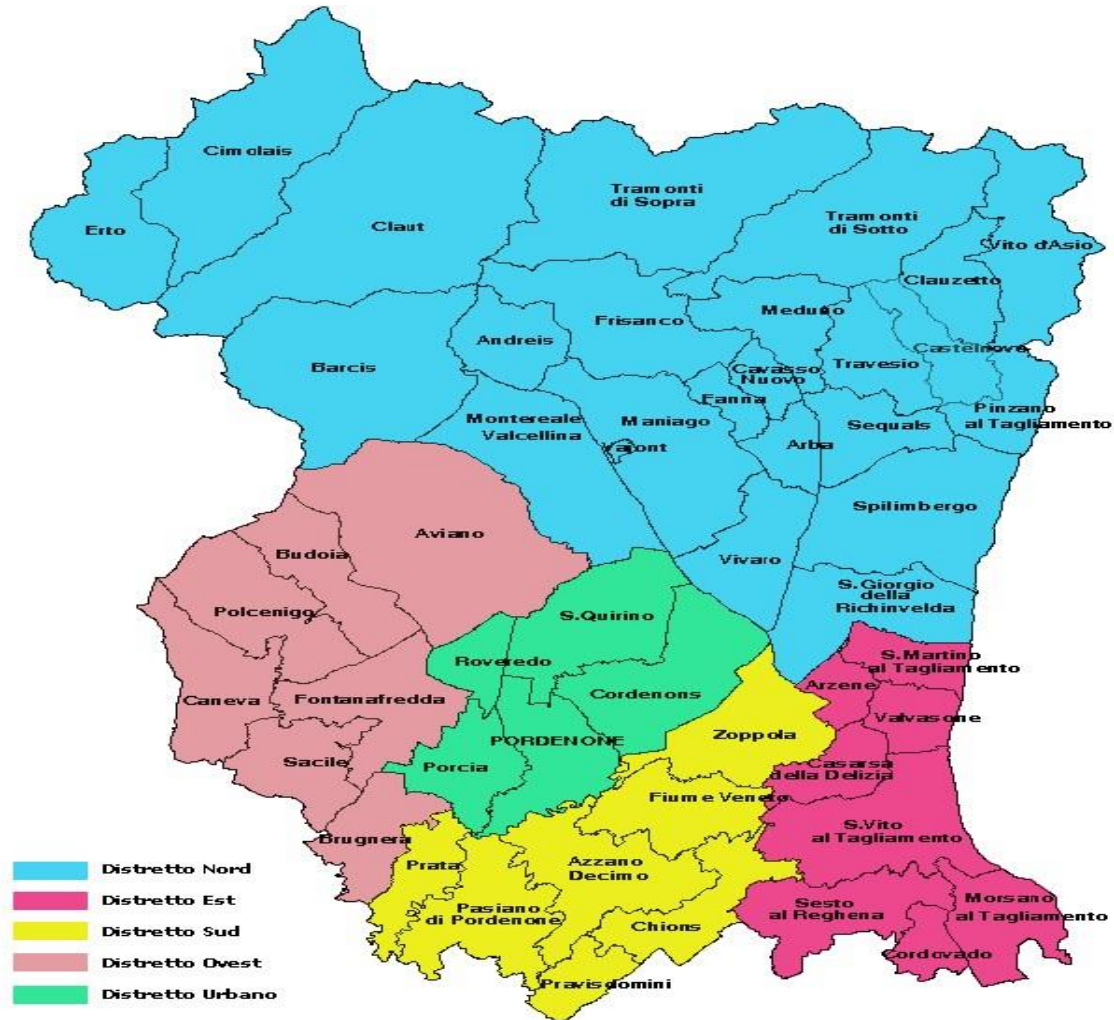 Cimolais
Erto
Claut
Tramonti
di Sopra
Tramonti
di Sotto
Vito d'Asio
Clauzetto
Barcis
Andreis
Frisanco
Meduno
Cavasso
Nuovo
Fanna
Travesio
Castelnovo
Pinzano
al Tagliamento
Montereale
Valcellina
Maniago
Vajont
Arba
Sequals
Spilimbergo
Vivaro
S.Giorgio
della
Richinvelda
Aviano
Budoia
Polcenigo
Caneva
Fontanafredda
Sacile
Brugnera
S.Quirino
Roveredo
Cordenons
PORDENONE
Porcia
Zoppola
Fiume Veneto
Prata
Azzano
Decimo
Pasiano
di Pordenone
Chions
Pravisdomini
S.Martino
al Tagliamento
Arzene
Valvasone
Casarsa
della Delizia
S.Vito
al Tagliamento
Sesto
al Reghena
Morsano
al Tagliamento
Cordovado
Distretto Nord
Distretto Est
Distretto Sud
Distretto Ovest
Distretto Urbano